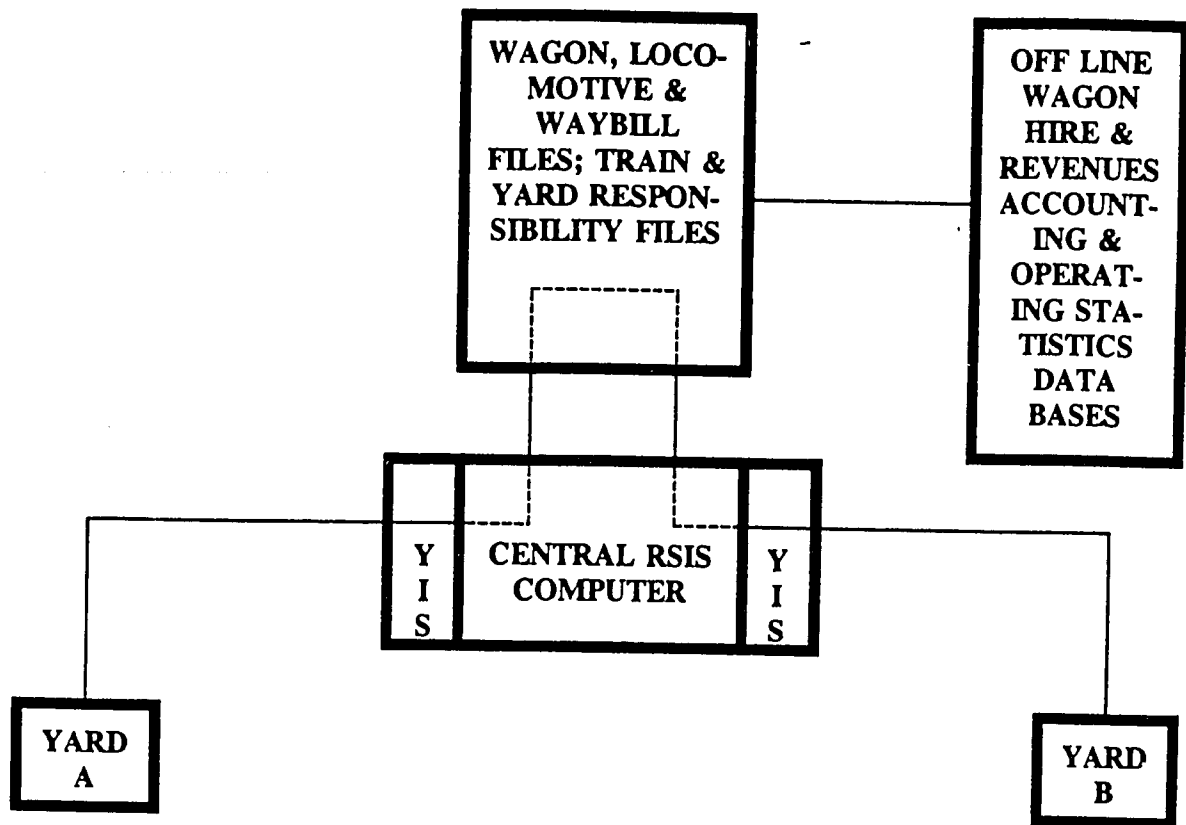 WAGON, LOCO-
MOTIVE &
WAYBILL
FILES; TRAIN &
YARD RESPON-
SIBILITY FILES
OFF LINE
WAGON
HIRE &
REVENUES
ACCOUNT-
ING &
OPERAT-
ING STA-
TISTICS
DATA
BASES
Y
I
S
CENTRAL RSIS
COMPUTER
Y
I
S
YARD
A
YARD
B